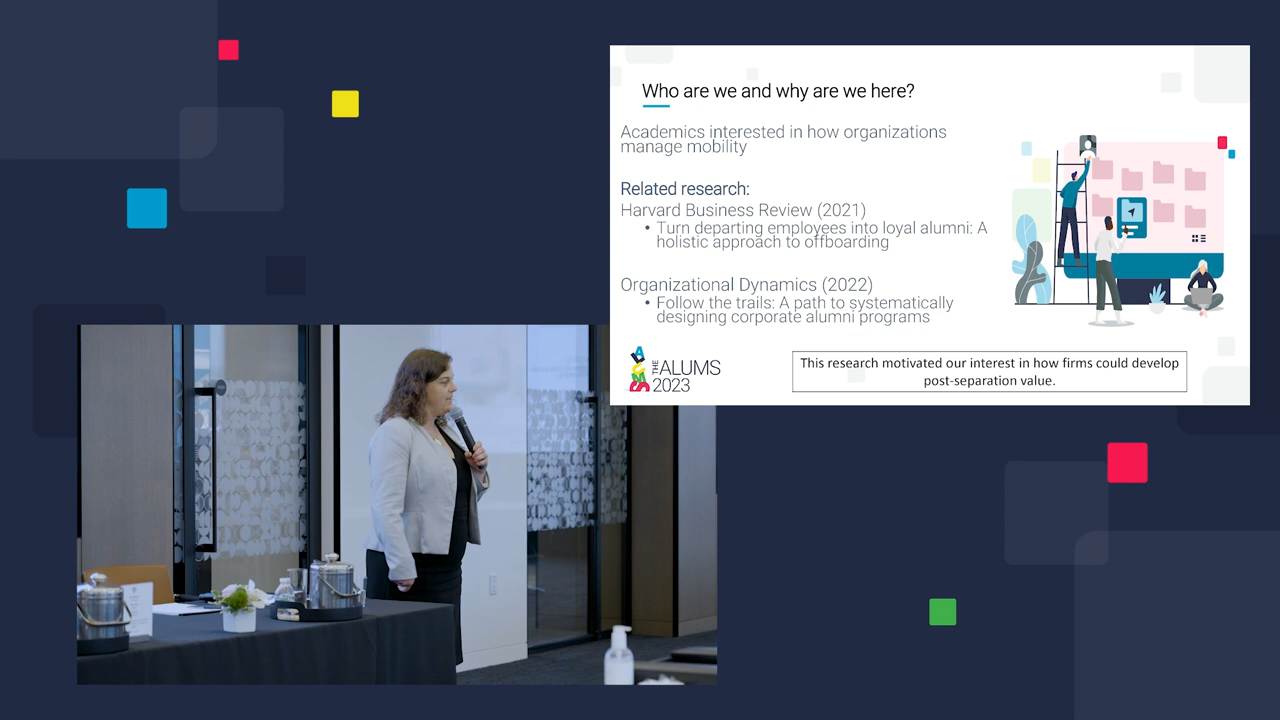 Who are we and why are we here?
Academics interested in how organizations
manage mobility
Related research:
Harvard Business Review (2021)
• Turn departing employees into loyal alumni: A
holistic approach to offboarding
Organizational Dynamics (2022)
• Follow the trails: A path to systematically
designing corporate alumni programs
THE ALUMS
2023
This research motivated our interest in how firms could develop
post-separation value.